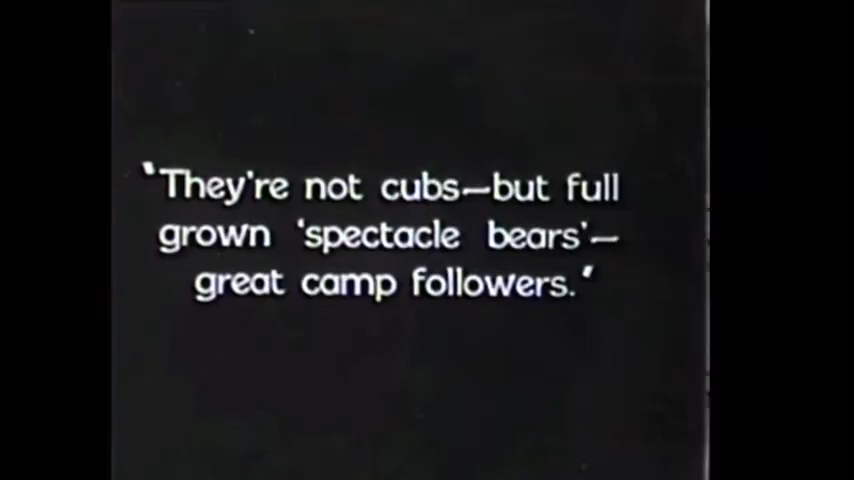 "They're not cubs—but full
grown 'spectacle bears'—
great camp followers."